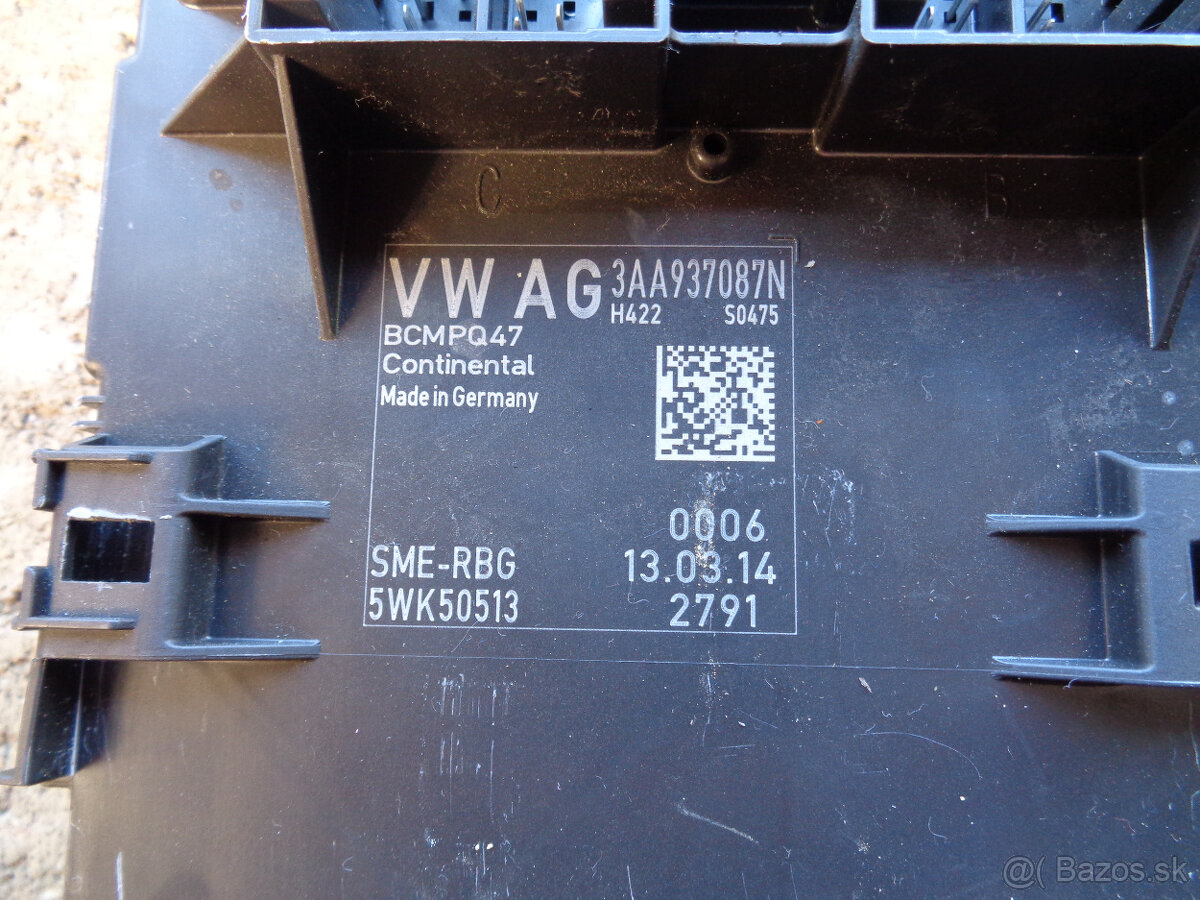 C B
VW AG 3AA937087N
H422 S0475
BCMPQ47
Continental
Made in Germany
0006
SME-RBG 13.03.14
5WK50513 2791
@( Bazos.sk